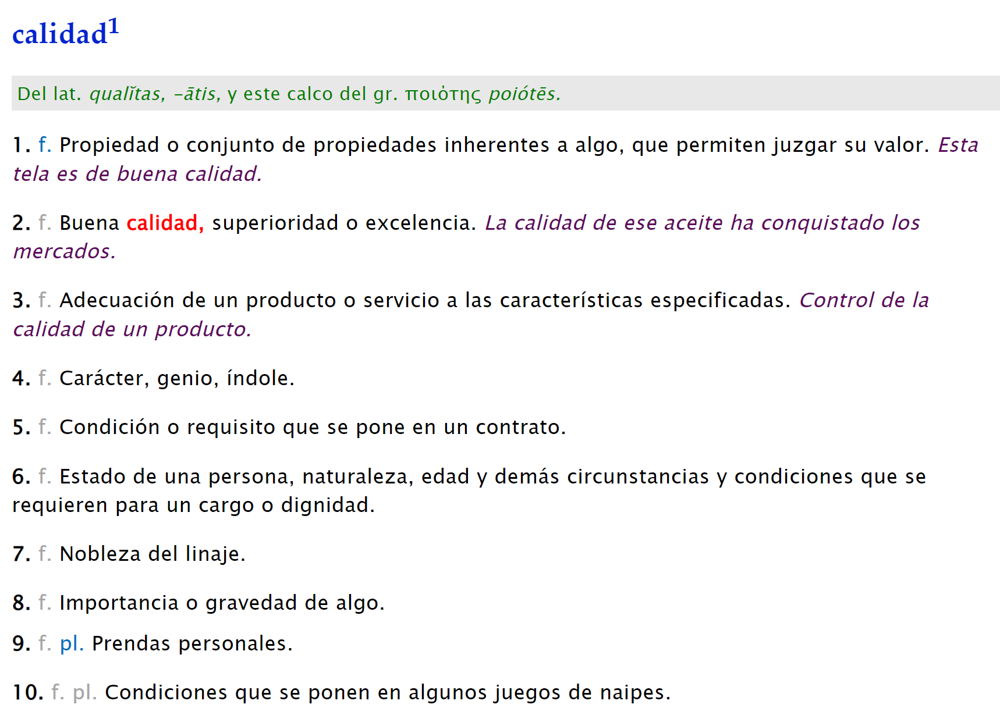 calidad¹
Del lat. qualĭtas, -ātis, y este calco del gr. ποιότης poiótēs.
1. f. Propiedad o conjunto de propiedades inherentes a algo, que permiten juzgar su valor. Esta
tela es de buena calidad.
2. f. Buena calidad, superioridad o excelencia. La calidad de ese aceite ha conquistado los
mercados.
3. f. Adecuación de un producto o servicio a las características especificadas. Control de la
calidad de un producto.
4. f. Carácter, genio, índole.
5. f. Condición o requisito que se pone en un contrato.
6. f. Estado de una persona, naturaleza, edad y demás circunstancias y condiciones que se
requieren para un cargo o dignidad.
7. f. Nobleza del linaje.
8. f. Importancia o gravedad de algo.
9. f. pl. Prendas personales.
10. f. pl. Condiciones que se ponen en algunos juegos de naipes.